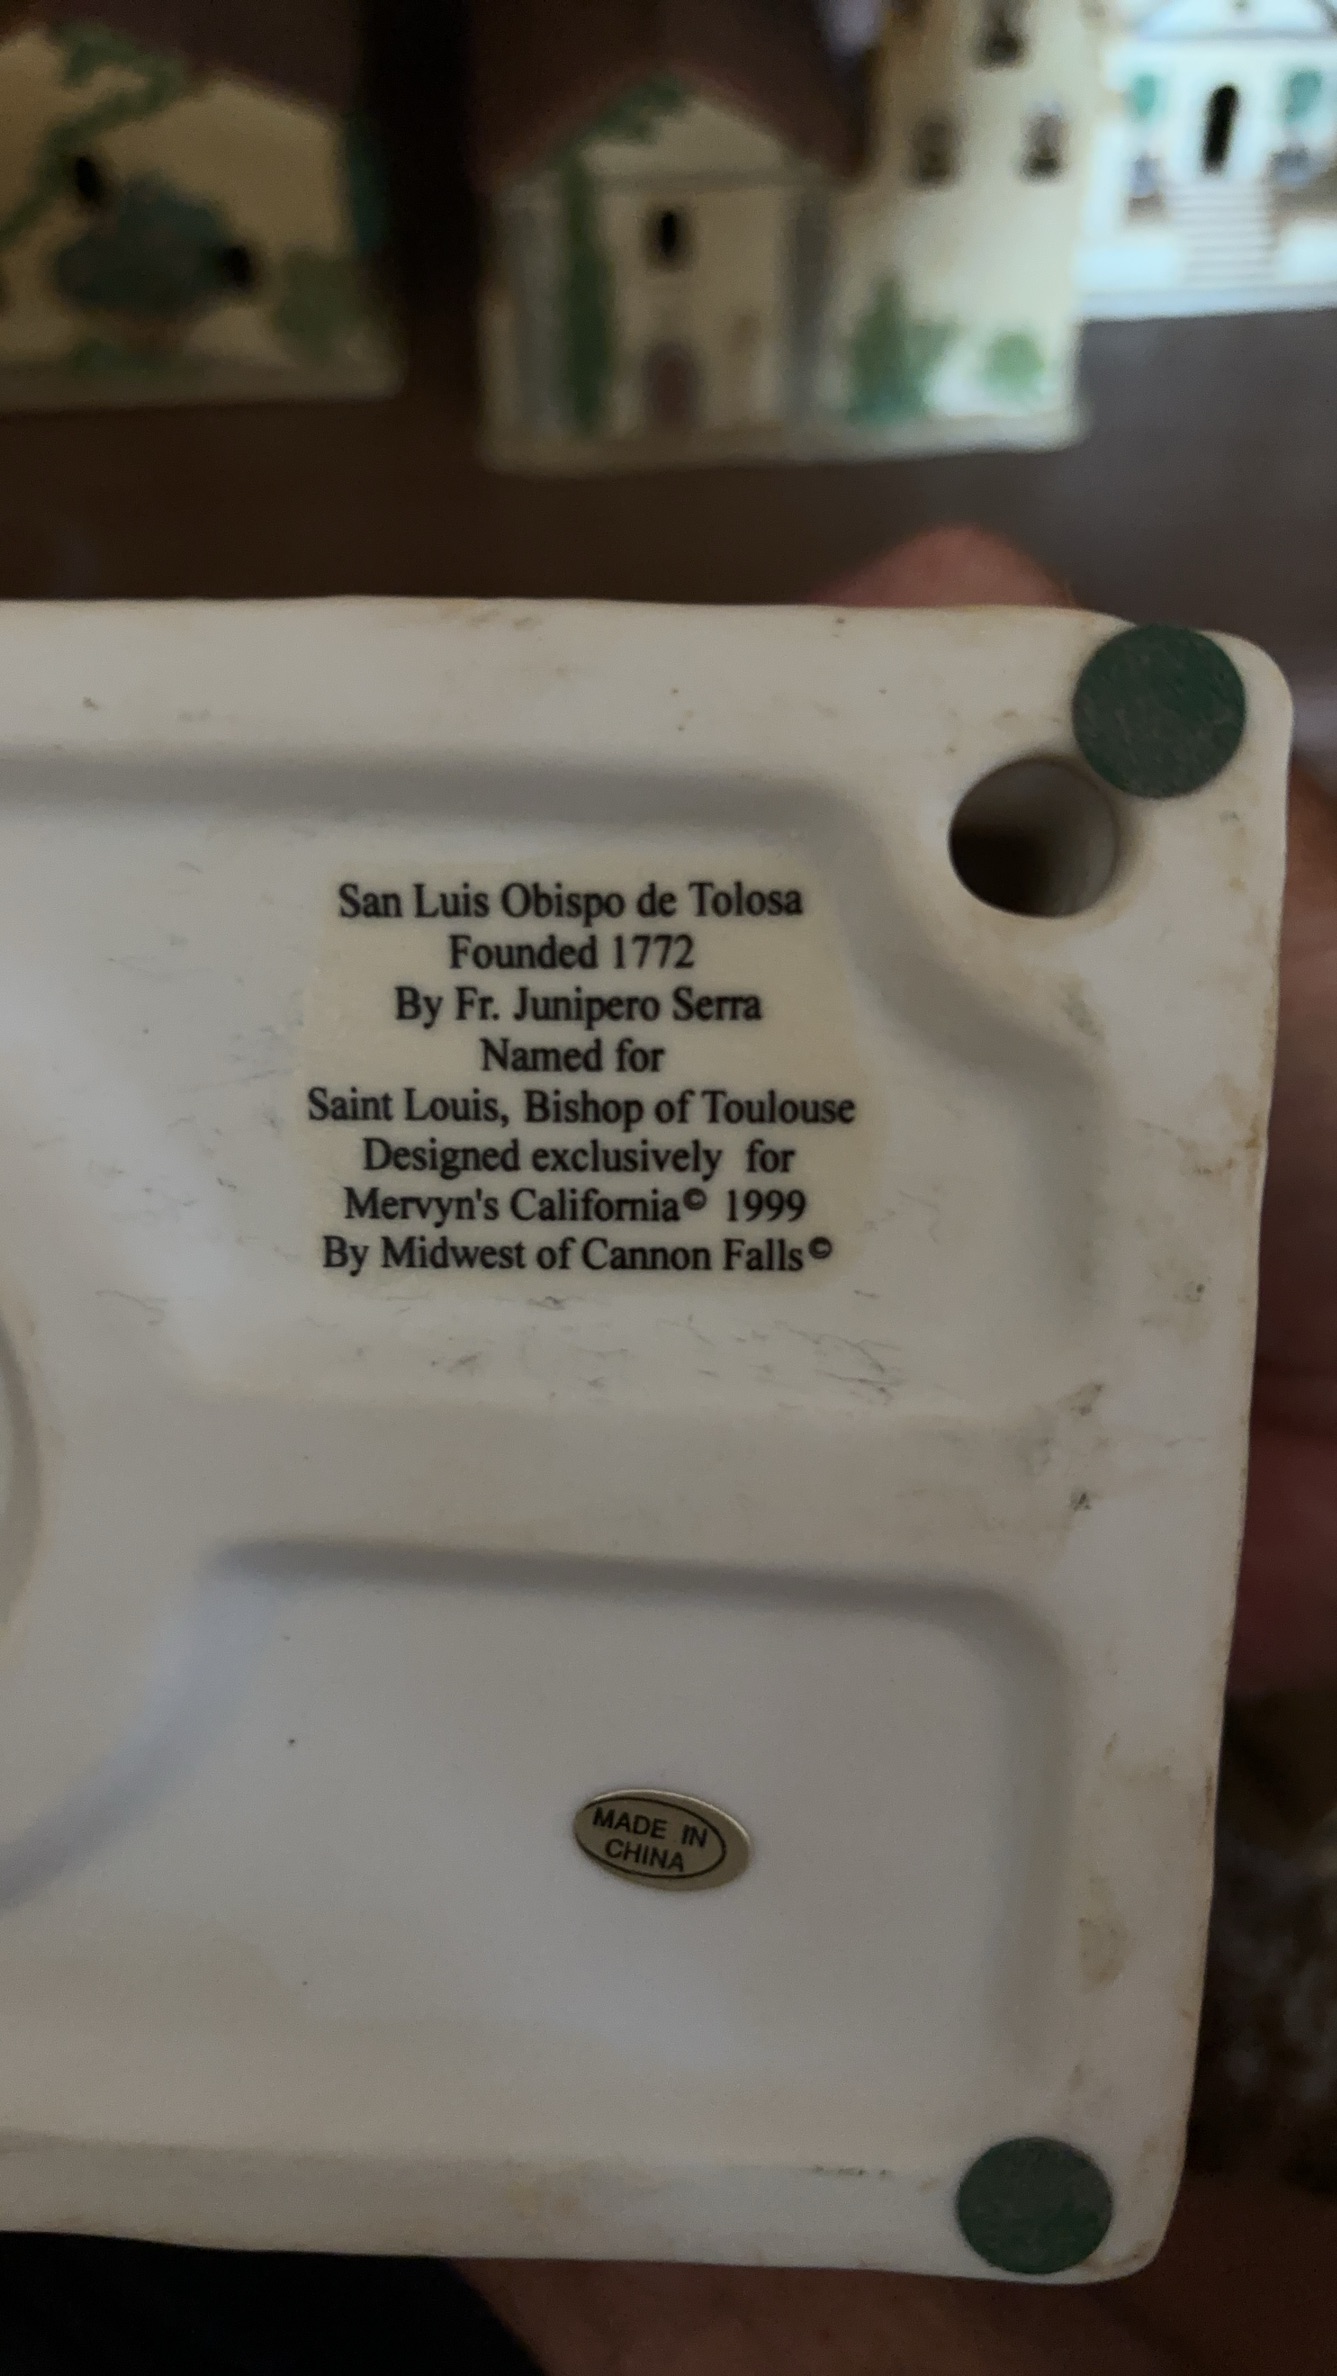 San Luis Obispo de Tolosa
Founded 1772
By Fr. Junipero Serra
Named for
Saint Louis, Bishop of Toulouse
Designed exclusively for
Mervyn's California© 1999
By Midwest of Cannon Falls©
MADE IN
CHINA